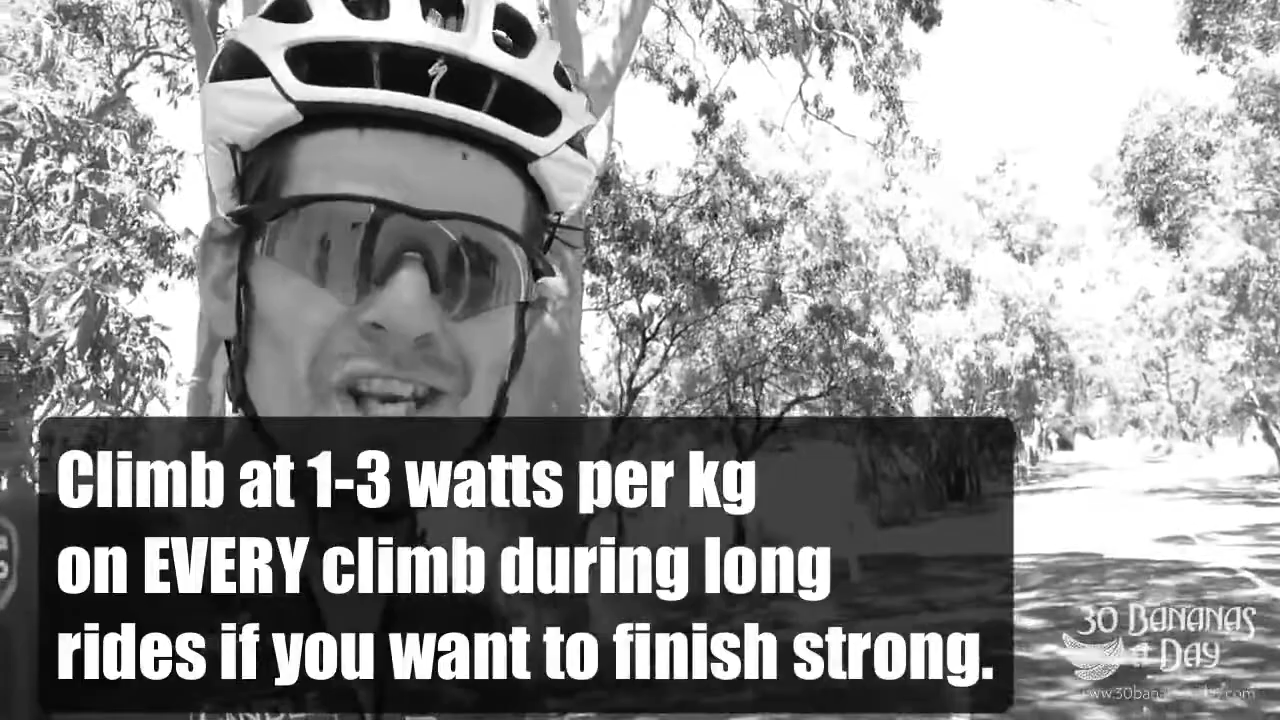 Climb at 1-3 watts per kg
on EVERY climb during long
rides if you want to finish strong.
30 BANANAS
a DAY